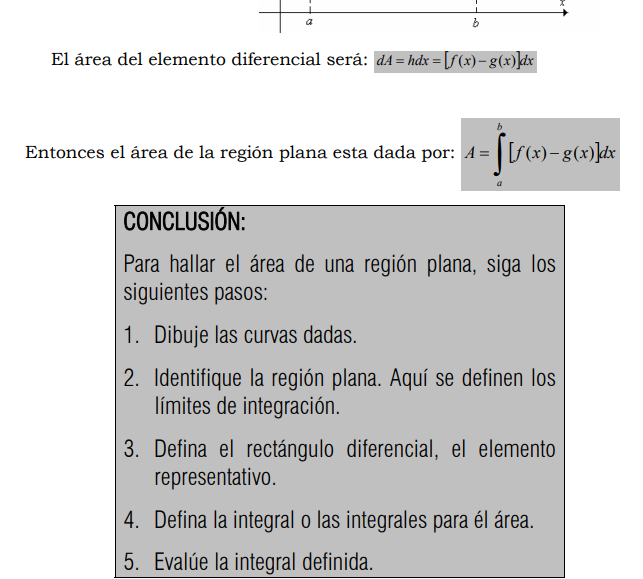 x
a b
El área del elemento diferencial será: dA = hdx = [f(x) − g(x)]dx
b
Entonces el área de la región plana esta dada por: A = ∫ [f(x) − g(x)]dx
a
CONCLUSIÓN:
Para hallar el área de una región plana, siga los
siguientes pasos:
1. Dibuje las curvas dadas.
2. Identifique la región plana. Aquí se definen los
límites de integración.
3. Defina el rectángulo diferencial, el elemento
representativo.
4. Defina la integral o las integrales para él área.
5. Evalúe la integral definida.